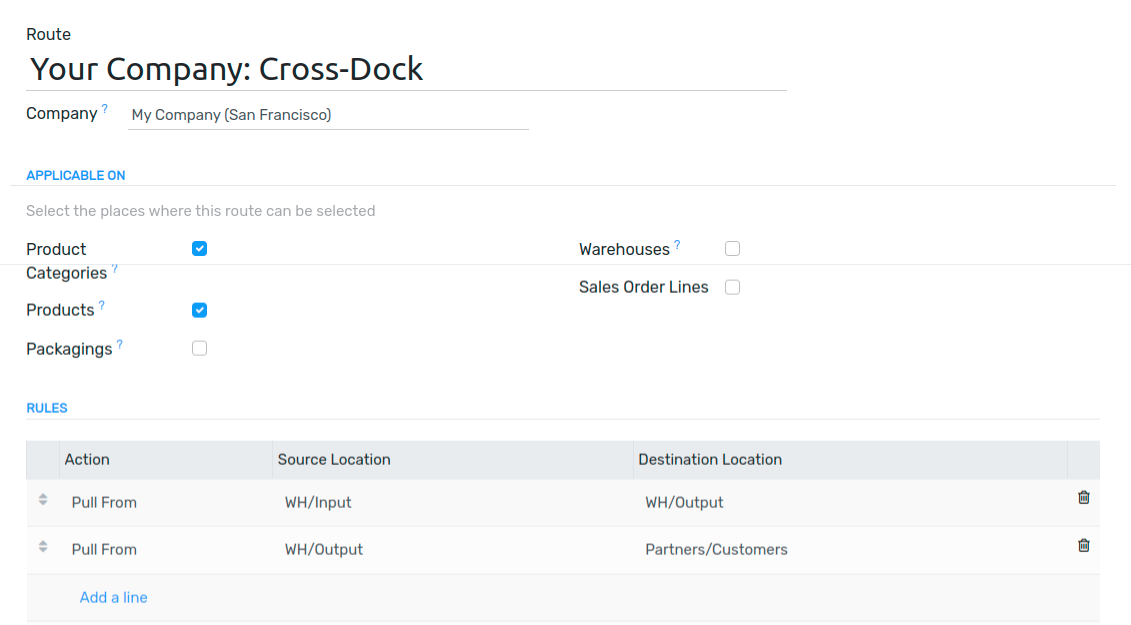 Route
Your Company: Cross-Dock
Company ? My Company (San Francisco)
APPLICABLE ON
Select the places where this route can be selected
Product Categories ?
Warehouses ?
Sales Order Lines
Products ?
Packagings ?
RULES
Action Source Location Destination Location
Pull From WH/Input WH/Output
Pull From WH/Output Partners/Customers
Add a line